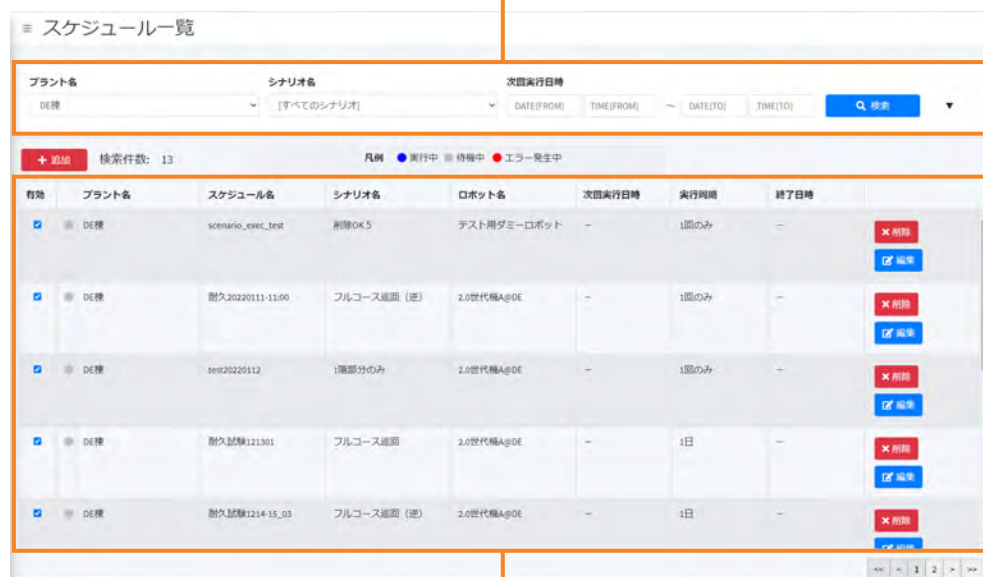 スケジュール一覧
プラント名 シナリオ名 次回実行日時
DE棟 [すべてのシナリオ] DATE(FROM) TIME(FROM) ～ DATE(TO) TIME(TO) 検索 ▼
+ 追加 検索件数: 13 凡例 実行中 待機中 エラー発生中
有効 プラント名 スケジュール名 シナリオ名 ロボット名 次回実行日時 実行周期 終了日時
DE棟 scenario_exec_test 削除OK5 テスト用ダミーロボット － 1回のみ －
×削除
編集
DE棟 耐久20220111-11:00 フルコース巡回（逆） 2.0世代機A@DE － 1回のみ －
×削除
編集
DE棟 test20220112 1階部分のみ 2.0世代機A@DE － 1回のみ －
×削除
編集
DE棟 耐久試験121301 フルコース巡回 2.0世代機A@DE － 1日 －
×削除
編集
DE棟 耐久試験1214-15_03 フルコース巡回（逆） 2.0世代機A@DE － 1日 －
×削除
編集
<< < 1 2 > >>